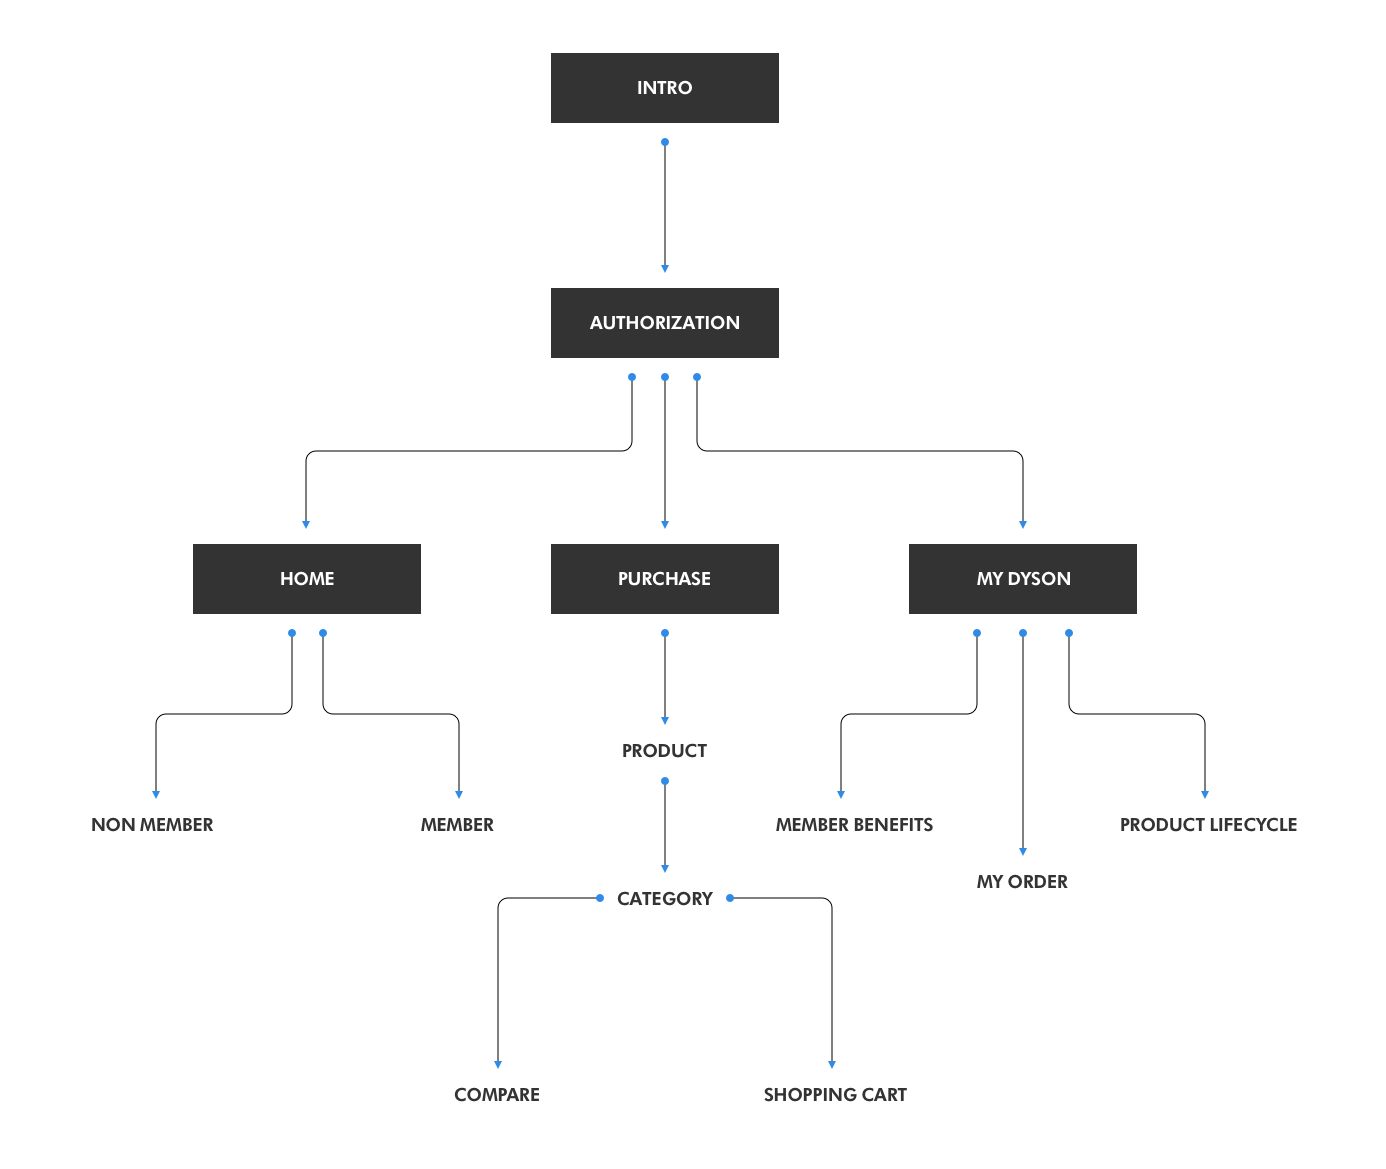 INTRO
AUTHORIZATION
HOME
PURCHASE
MY DYSON
PRODUCT
NON MEMBER
MEMBER
MEMBER BENEFITS
PRODUCT LIFECYCLE
MY ORDER
CATEGORY
COMPARE
SHOPPING CART